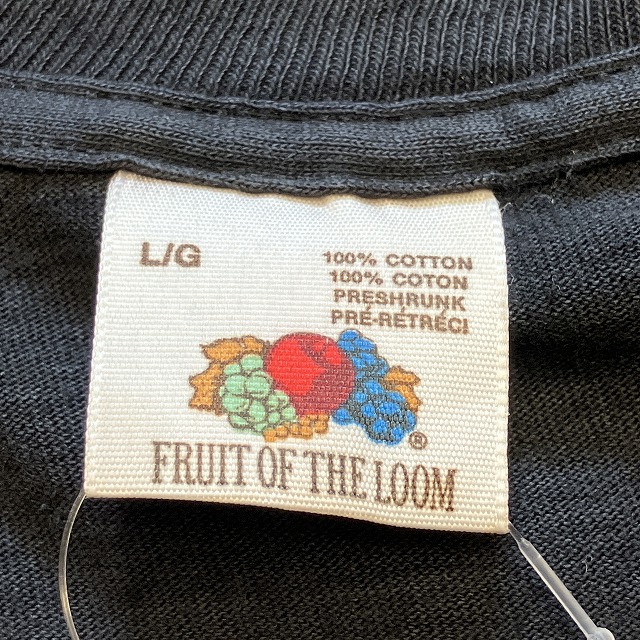 L/G
100% COTTON
100% COTON
PRESHRUNK
PRÉ-RÉTRÉCI
®
FRUIT OF THE LOOM